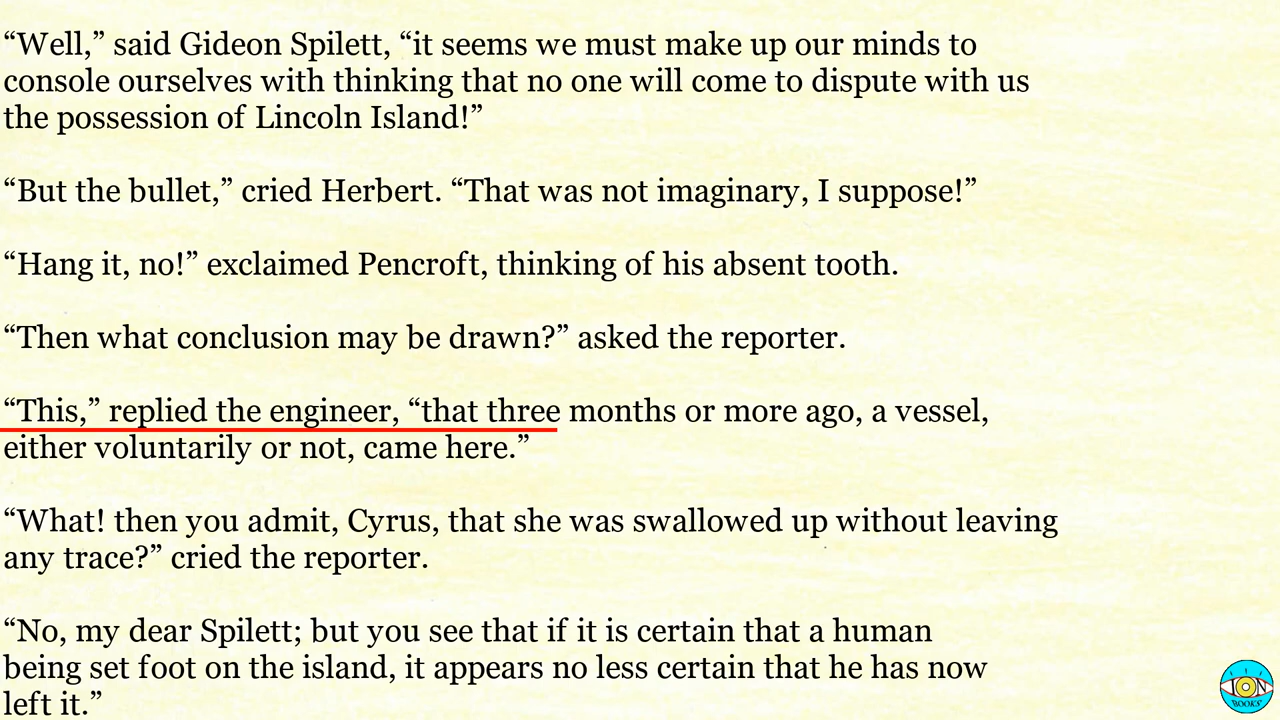 “Well,” said Gideon Spilett, “it seems we must make up our minds to
console ourselves with thinking that no one will come to dispute with us
the possession of Lincoln Island!”
“But the bullet,” cried Herbert. “That was not imaginary, I suppose!”
“Hang it, no!” exclaimed Pencroft, thinking of his absent tooth.
“Then what conclusion may be drawn?” asked the reporter.
“This,” replied the engineer, “that three months or more ago, a vessel,
either voluntarily or not, came here.”
“What! then you admit, Cyrus, that she was swallowed up without leaving
any trace?” cried the reporter.
“No, my dear Spilett; but you see that if it is certain that a human
being set foot on the island, it appears no less certain that he has now
left it.”
ION
BOOKS